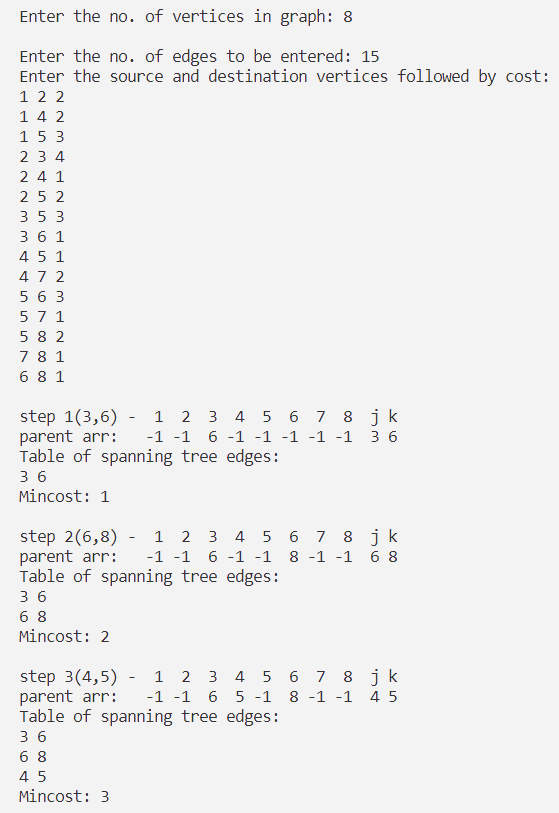 Enter the no. of vertices in graph: 8
Enter the no. of edges to be entered: 15
Enter the source and destination vertices followed by cost:
1 2 2
1 4 2
1 5 3
2 3 4
2 4 1
2 5 2
3 5 3
3 6 1
4 5 1
4 7 2
5 6 3
5 7 1
5 8 2
7 8 1
6 8 1
step 1(3,6) - 1 2 3 4 5 6 7 8 j k
parent arr: -1 -1 6 -1 -1 -1 -1 -1 3 6
Table of spanning tree edges:
3 6
Mincost: 1
step 2(6,8) - 1 2 3 4 5 6 7 8 j k
parent arr: -1 -1 6 -1 -1 8 -1 -1 6 8
Table of spanning tree edges:
3 6
6 8
Mincost: 2
step 3(4,5) - 1 2 3 4 5 6 7 8 j k
parent arr: -1 -1 6 5 -1 8 -1 -1 4 5
Table of spanning tree edges:
3 6
6 8
4 5
Mincost: 3